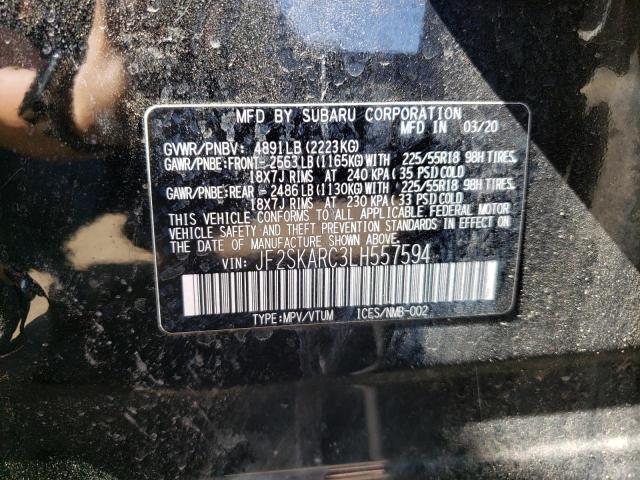 MFD BY SUBARU CORPORATION
MFD IN 03/20
GVWR/PNBV: 4891LB(2223KG)
GAWR/PNBE:FRONT-2563LB(1165KG)WITH 225/55R18 98H TIRES,
18X7J RIMS AT 240 KPA(35 PSI)COLD
GAWR/PNBE:REAR -2486LB(1130KG)WITH 225/55R18 98H TIRES,
18X7J RIMS AT 230 KPA(33 PSI)COLD
THIS VEHICLE CONFORMS TO ALL APPLICABLE FEDERAL MOTOR
VEHICLE SAFETY AND THEFT PREVENTION STANDARDS IN EFFECT ON
THE DATE OF MANUFACTURE SHOWN ABOVE.
VIN: JF2SKARC3LH557594
TYPE:MPV/VTUM ICES/NMB-002